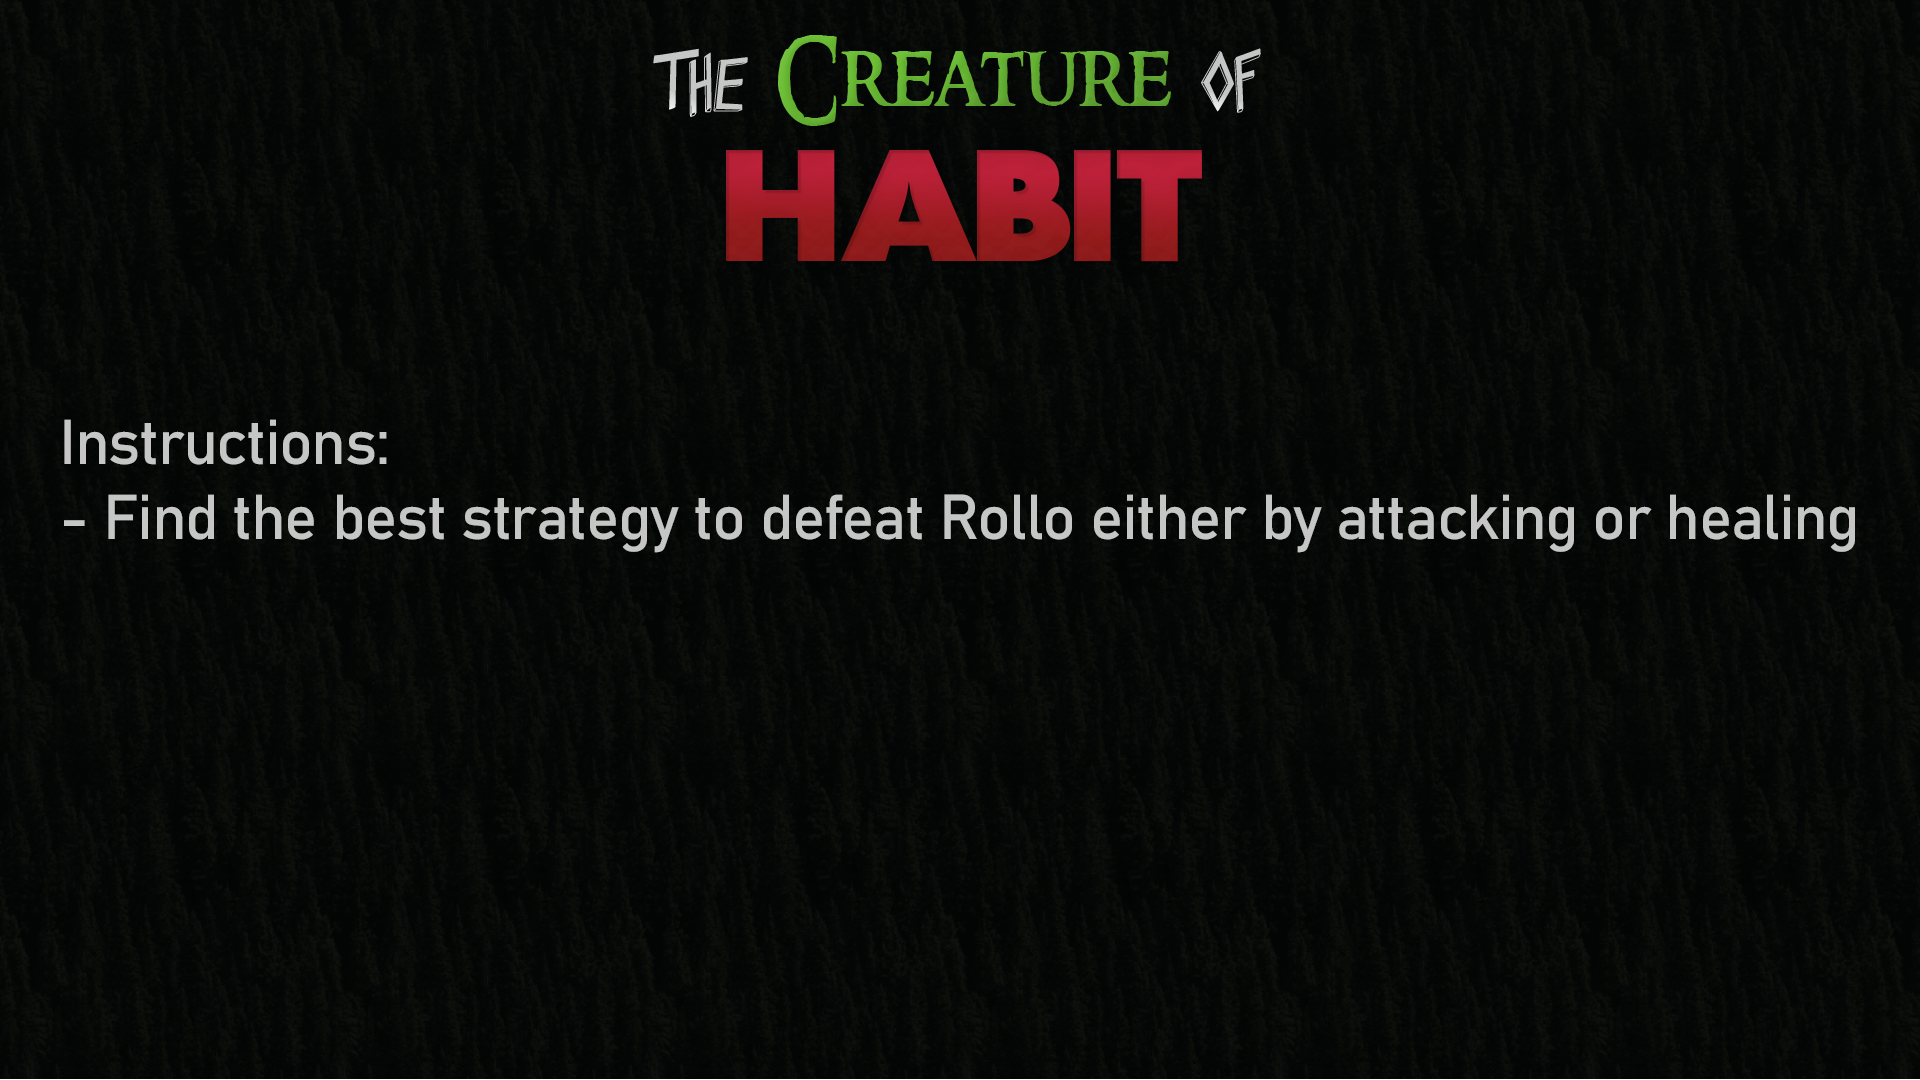 THE CREATURE OF
HABIT
Instructions:
- Find the best strategy to defeat Rollo either by attacking or healing